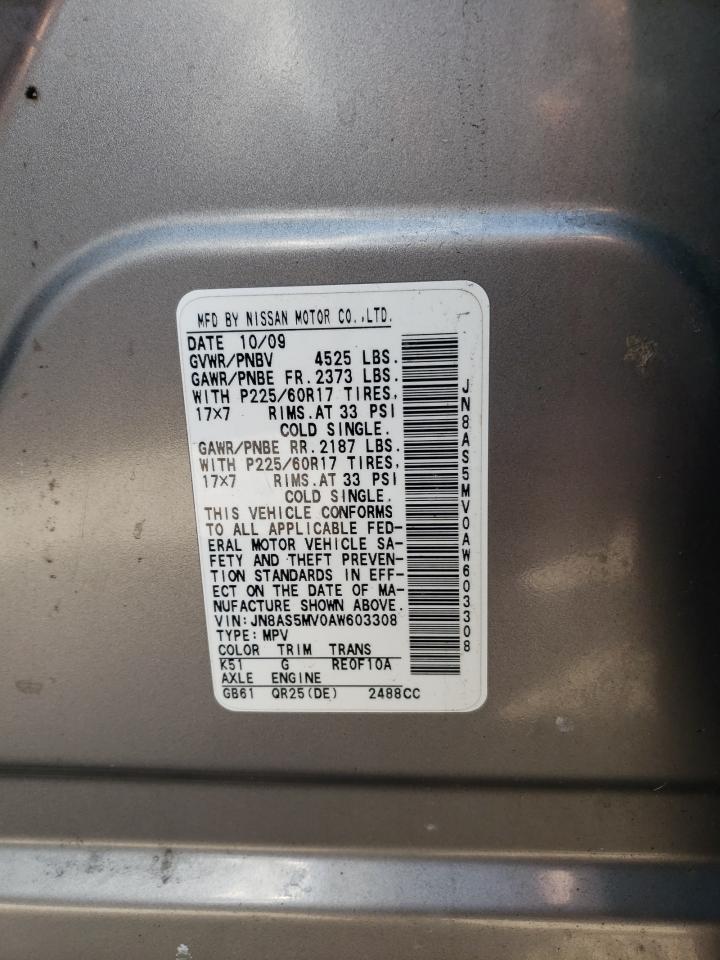 MFD BY NISSAN MOTOR CO.,LTD.
DATE 10/09
GVWR/PNBV 4525 LBS.
GAWR/PNBE FR.2373 LBS.
WITH P225/60R17 TIRES,
17×7 RIMS.AT 33 PSI
COLD SINGLE.
GAWR/PNBE RR.2187 LBS.
WITH P225/60R17 TIRES,
17×7 RIMS.AT 33 PSI
COLD SINGLE.
THIS VEHICLE CONFORMS
TO ALL APPLICABLE FED-
ERAL MOTOR VEHICLE SA-
FETY AND THEFT PREVEN-
TION STANDARDS IN EFF-
ECT ON THE DATE OF MA-
NUFACTURE SHOWN ABOVE.
VIN:JN8AS5MV0AW603308
TYPE:MPV
COLOR TRIM TRANS
K51 G RE0F10A
AXLE ENGINE
GB61 QR25(DE) 2488CC
JN8AS5MV0AW603308